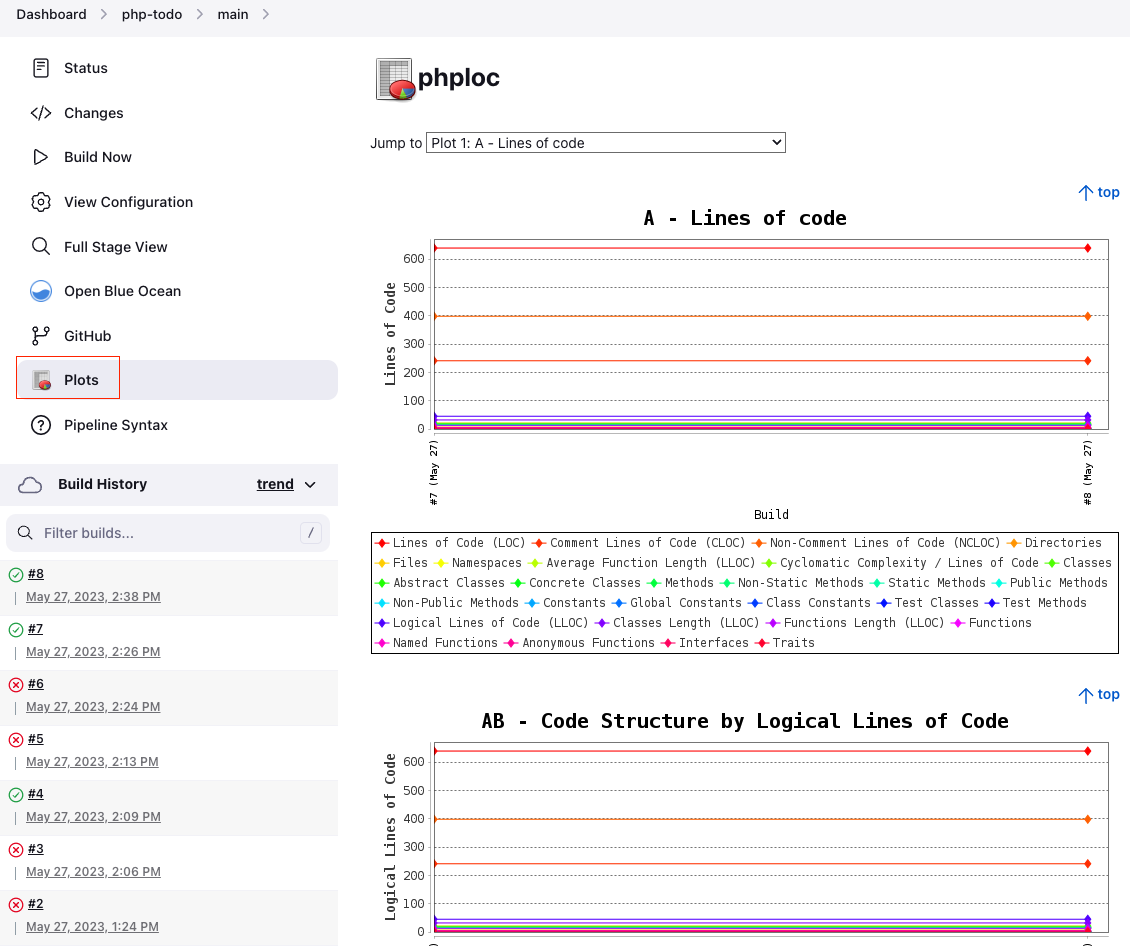 Dashboard > php-todo > main >
Status
Changes
Build Now
View Configuration
Full Stage View
Open Blue Ocean
GitHub
Plots
Pipeline Syntax
Build History trend
Filter builds... /
#8
May 27, 2023, 2:38 PM
#7
May 27, 2023, 2:26 PM
#6
May 27, 2023, 2:24 PM
#5
May 27, 2023, 2:13 PM
#4
May 27, 2023, 2:09 PM
#3
May 27, 2023, 2:06 PM
#2
May 27, 2023, 1:24 PM
phploc
Jump to Plot 1: A - Lines of code
top
A - Lines of code
Lines of Code
600
500
400
300
200
100
0
#7 (May 27)
#8 (May 27)
Build
Lines of Code (LOC) Comment Lines of Code (CLOC) Non-Comment Lines of Code (NCLOC) Directories
Files Namespaces Average Function Length (LLOC) Cyclomatic Complexity / Lines of Code Classes
Abstract Classes Concrete Classes Methods Non-Static Methods Static Methods Public Methods
Non-Public Methods Constants Global Constants Class Constants Test Classes Test Methods
Logical Lines of Code (LLOC) Classes Length (LLOC) Functions Length (LLOC) Functions
Named Functions Anonymous Functions Interfaces Traits
top
AB - Code Structure by Logical Lines of Code
Logical Lines of Code
600
500
400
300
200
100
0